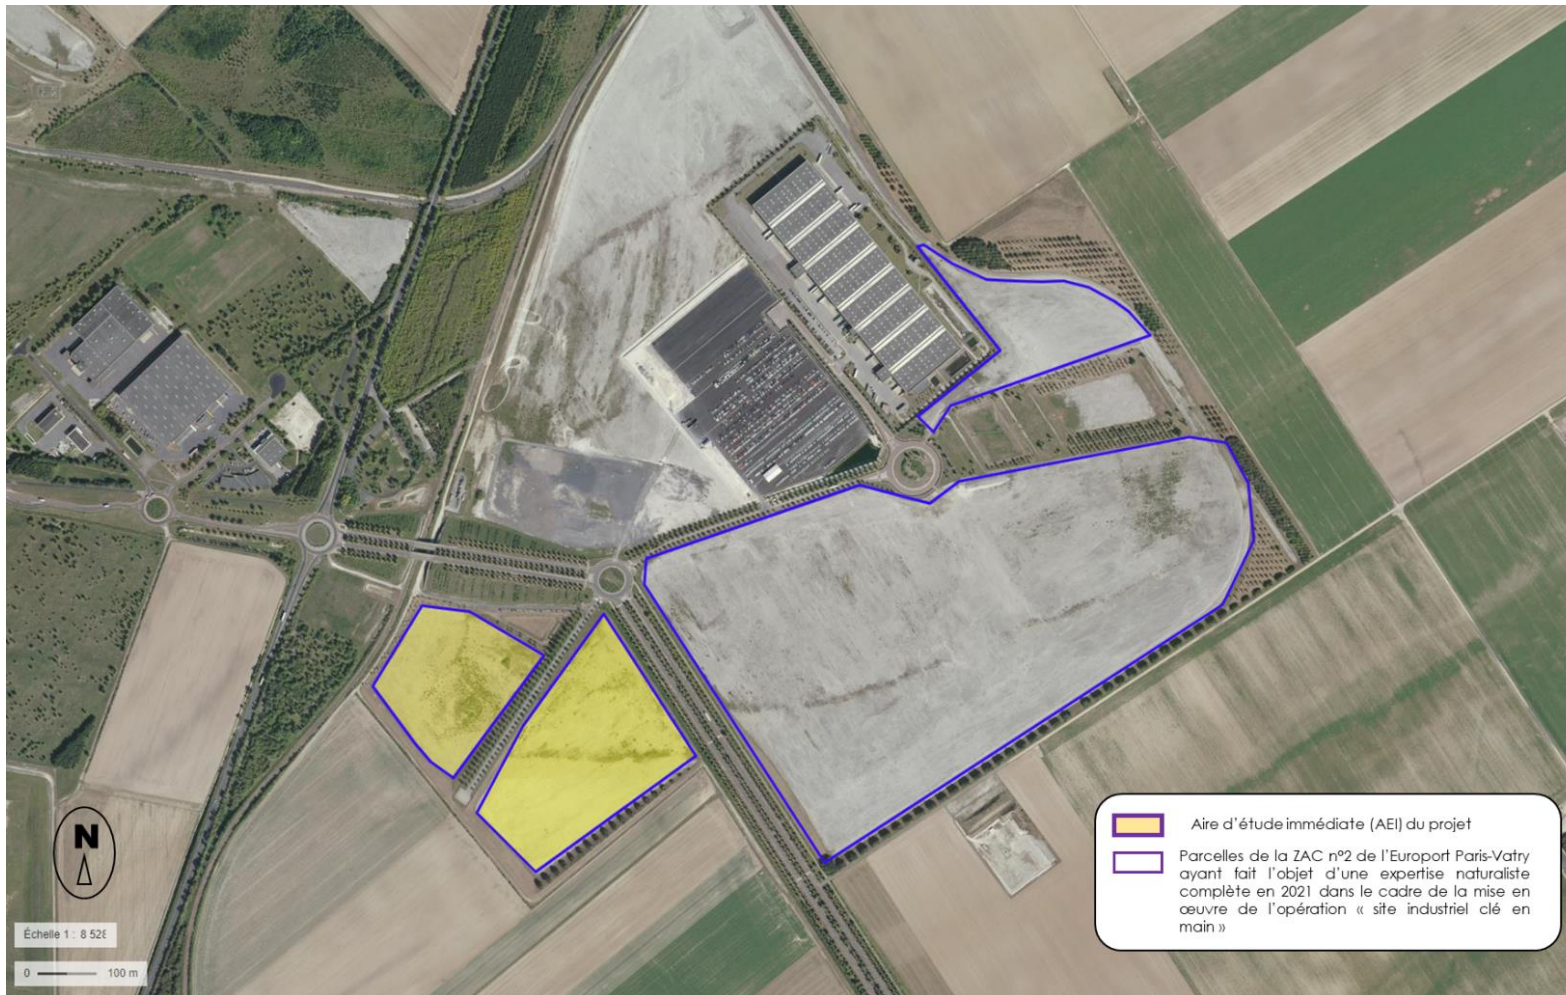 N
Échelle 1 : 8 528
0 100 m
Aire d'étude immédiate (AEI) du projet
Parcelles de la ZAC n°2 de l'Europort Paris-Vatry
ayant fait l'objet d'une expertise naturaliste
complète en 2021 dans le cadre de la mise en
œuvre de l'opération « site industriel clé en
main »